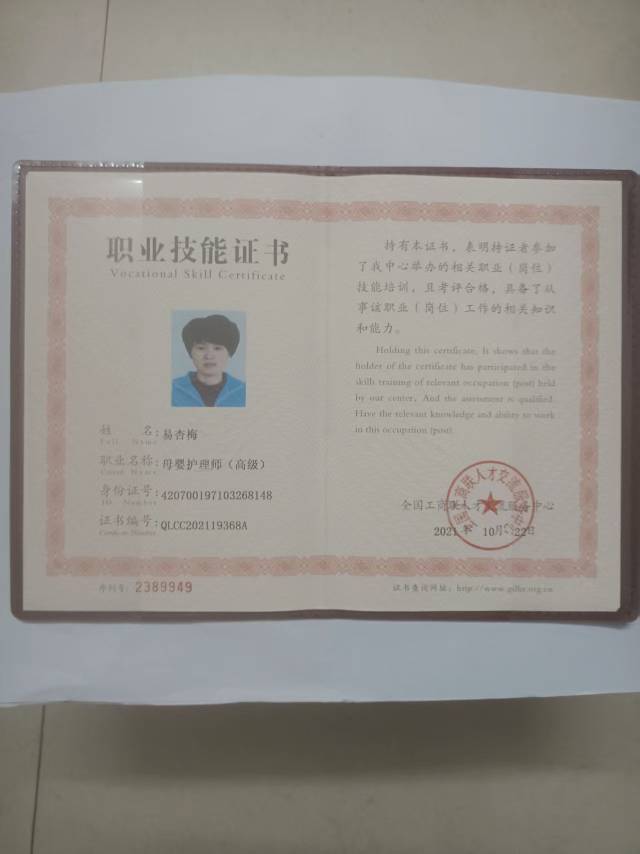 职业技能证书
Vocational Skill Certificate
姓 名:易杏梅
Full Name
职业名称:母婴护理师（高级）
身份证号:420700197103268148
ID Number
证书编号:QLCC202119368A
Certificate Number
序列号:2389949
持有本证书，表明持证者参加
了我中心举办的相关职业（岗位）
技能培训，且考评合格，具备了从
事该职业（岗位）工作的相关知识
和能力。
Holding this certificate, It shows that the
holder of the certificate has participated in the
skills training of relevant occupation (post) held
by our center, And the assessment is qualified.
Have the relevant knowledge and ability to work
in this occupation (post).
全国工商联人才交流服务中心
2021年 10月 22日
证书查询网址: